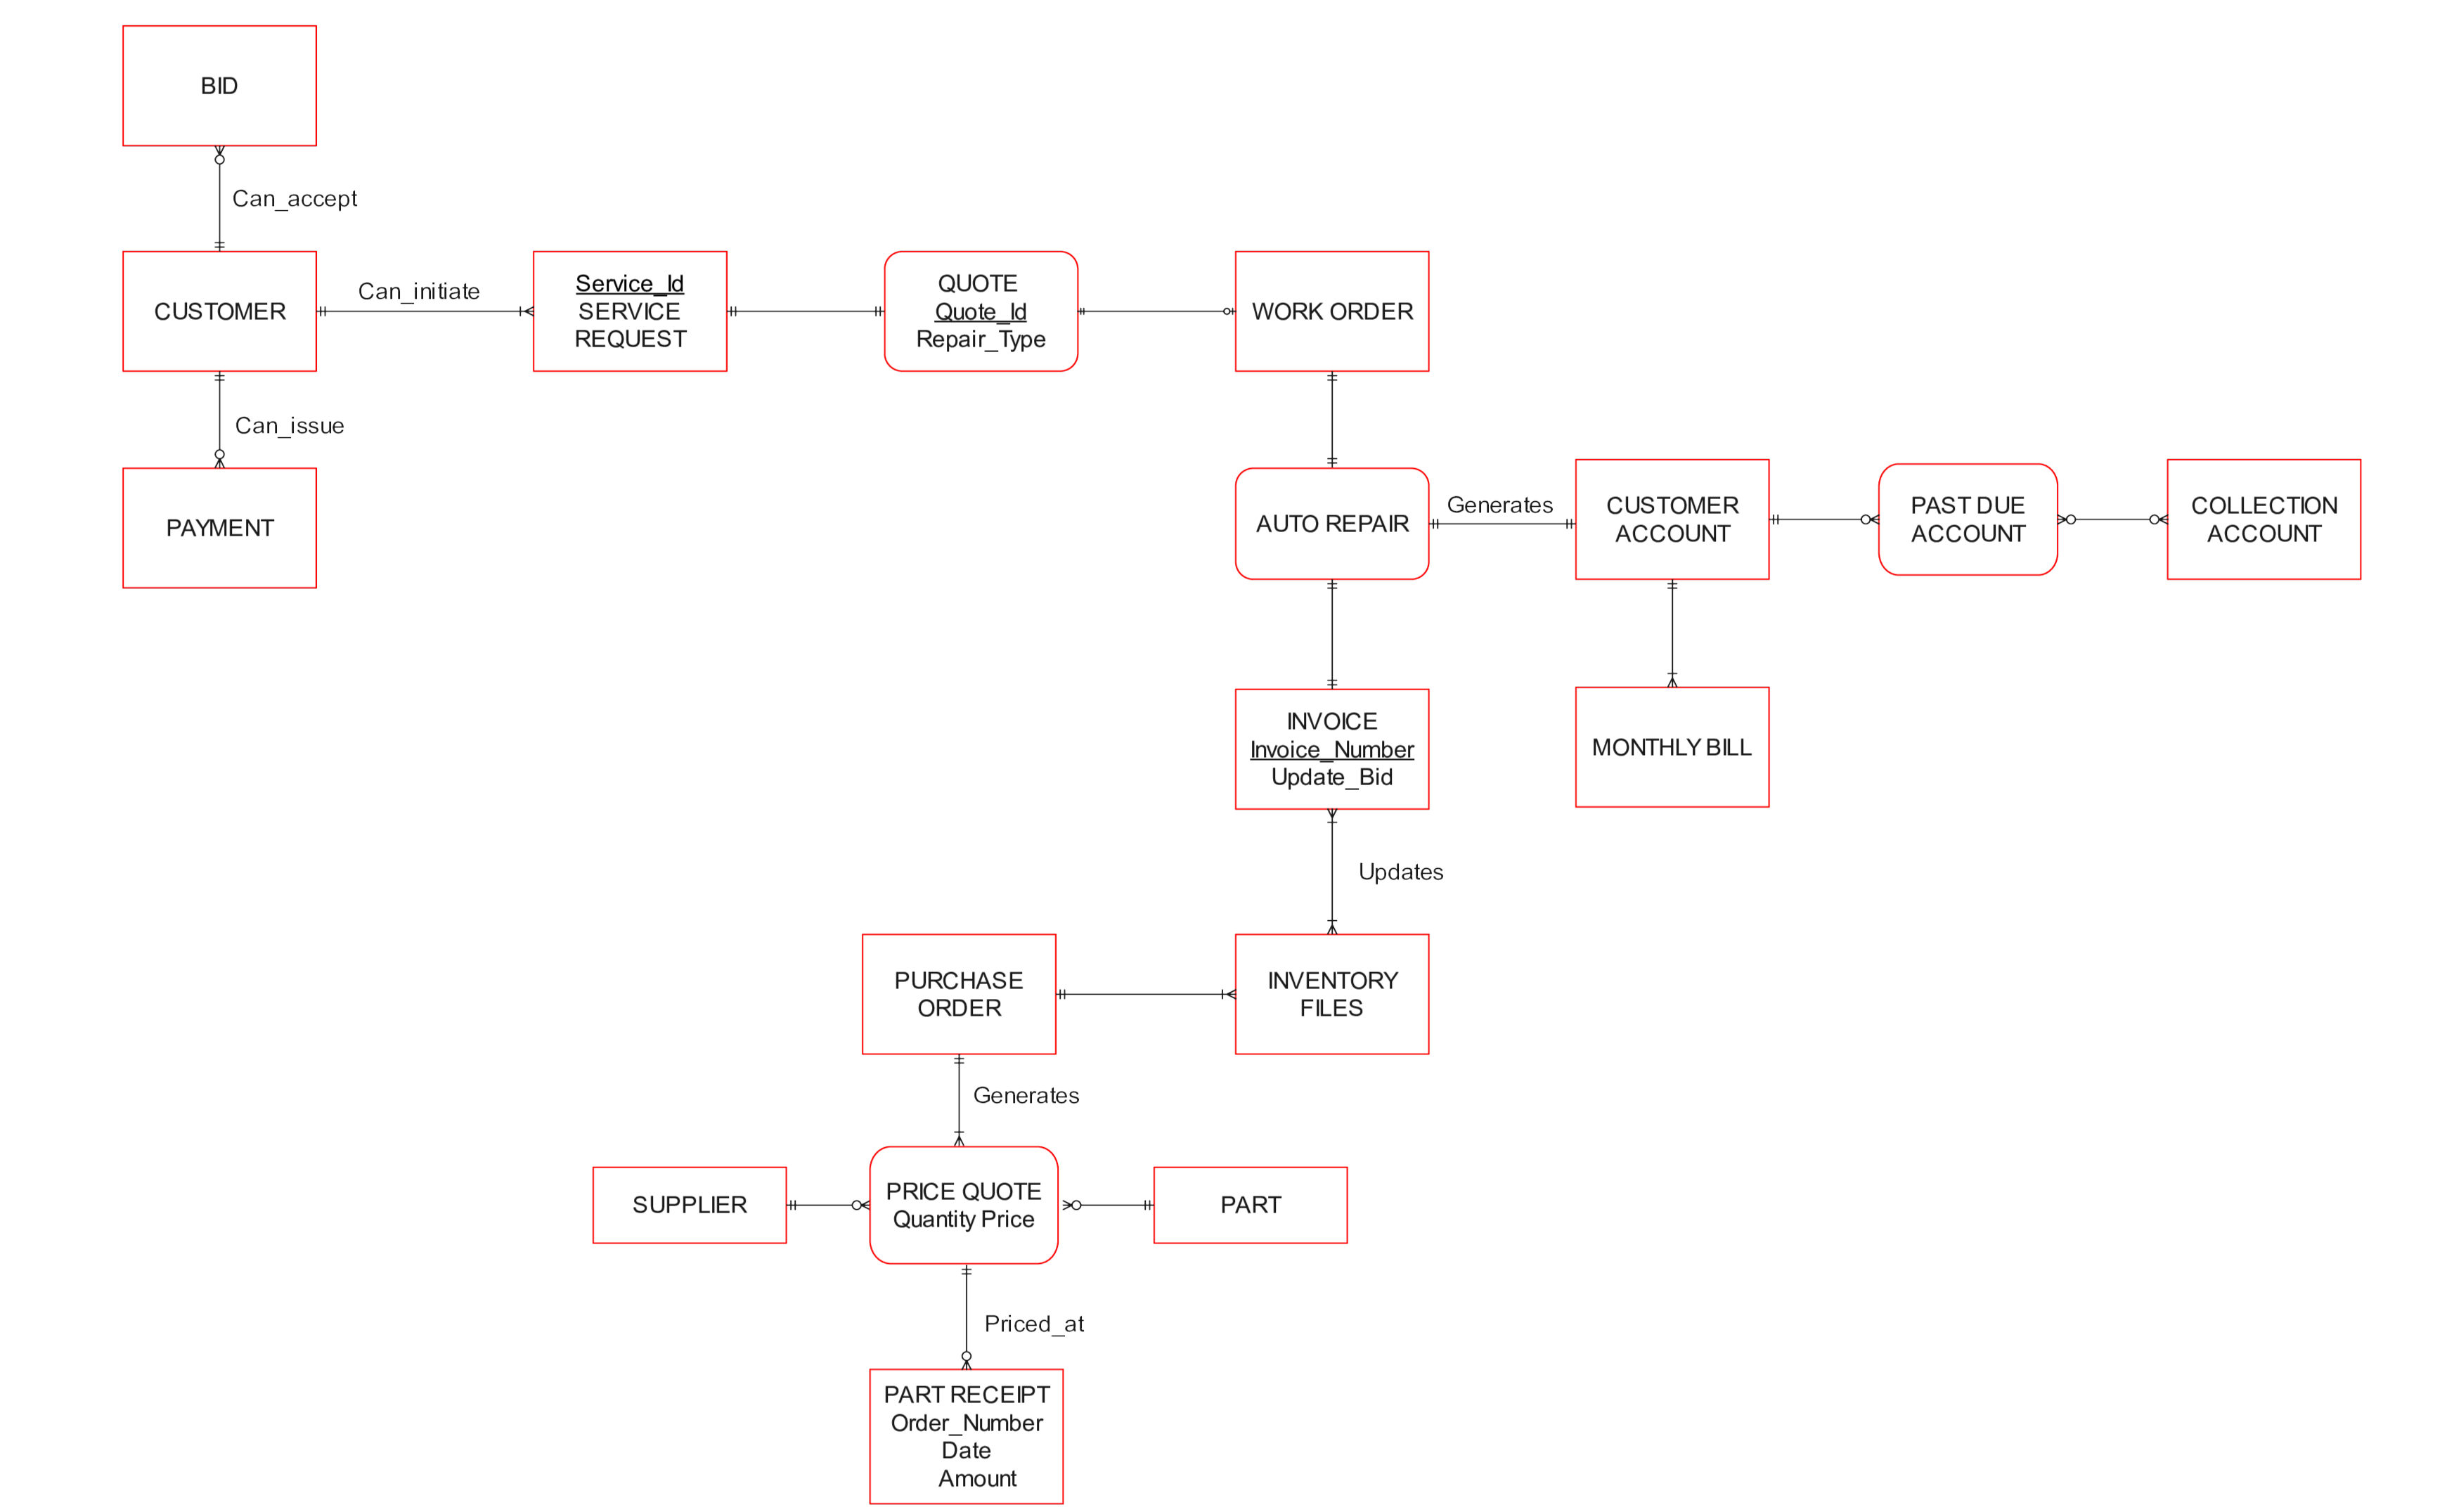 BID
Can_accept
CUSTOMER
Can_initiate
Service_Id
SERVICE
REQUEST
QUOTE
Quote_Id
Repair_Type
WORK ORDER
Can_issue
PAYMENT
AUTO REPAIR
Generates
CUSTOMER
ACCOUNT
PAST DUE
ACCOUNT
COLLECTION
ACCOUNT
INVOICE
Invoice_Number
Update_Bid
MONTHLY BILL
Updates
PURCHASE
ORDER
INVENTORY
FILES
Generates
SUPPLIER
PRICE QUOTE
Quantity Price
PART
Priced_at
PART RECEIPT
Order_Number
Date
Amount